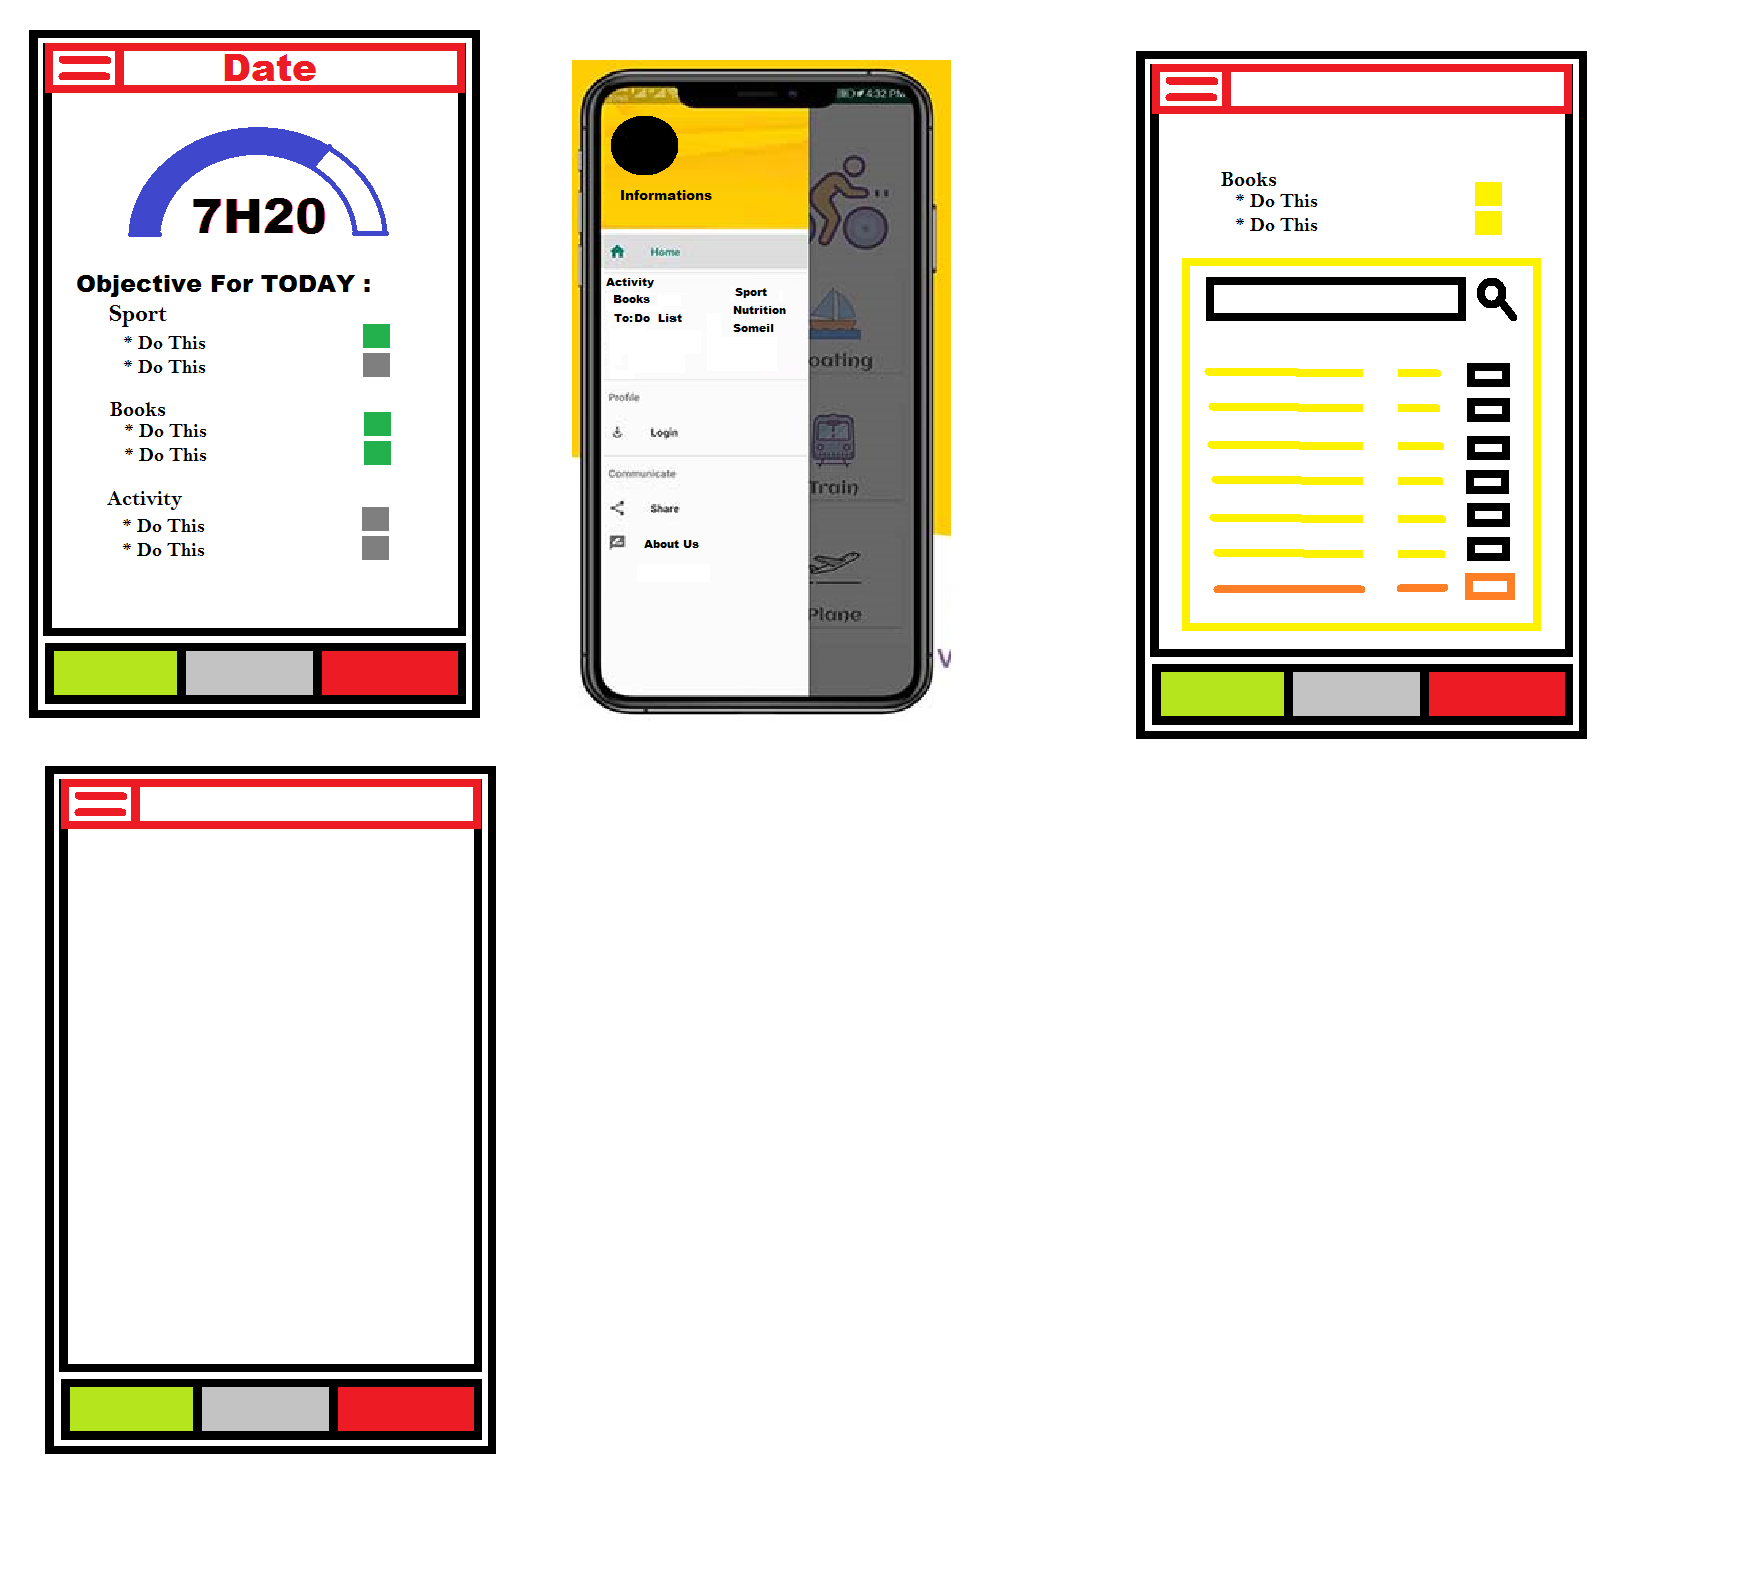 Date
7H20
Objective For TODAY :
Sport
* Do This
* Do This
Books
* Do This
* Do This
Activity
* Do This
* Do This
4:32 PM
Informations
Home
Activity
Books
To:Do List
Sport
Nutrition
Someil
Profile
Login
Communicate
Share
About Us
oating
Train
Plane
V
Books
* Do This
* Do This